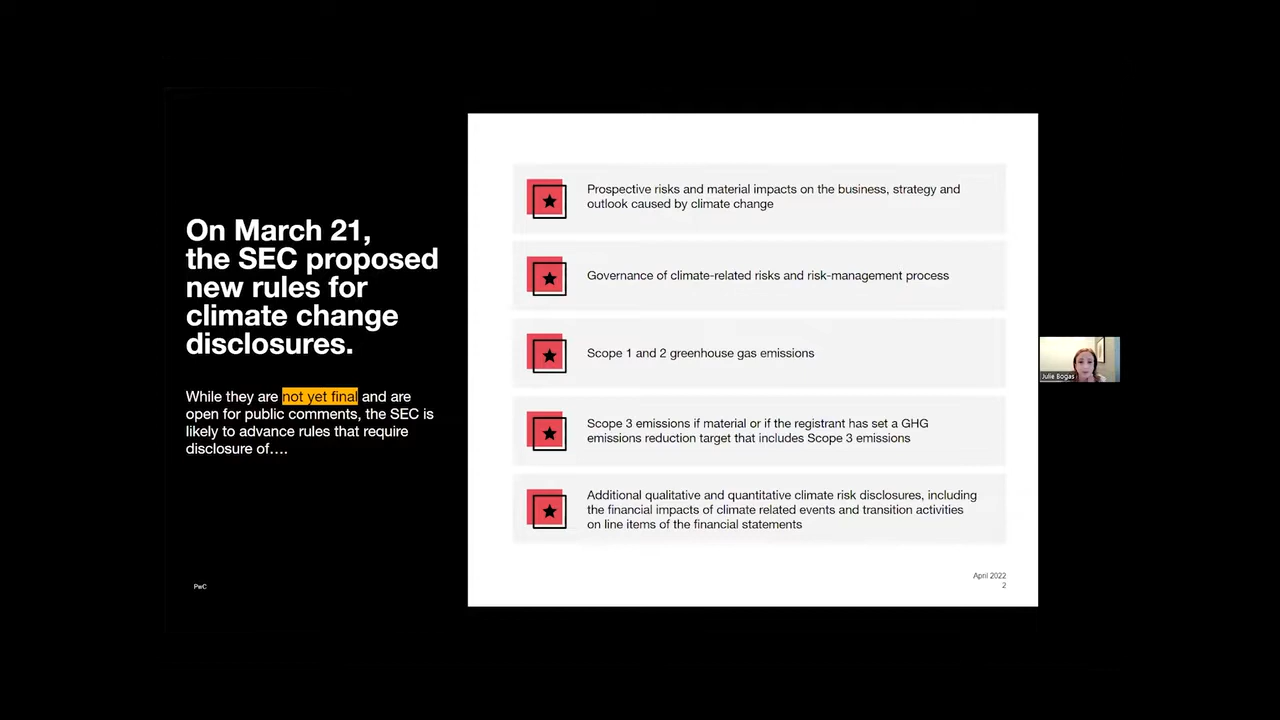 On March 21,
the SEC proposed
new rules for
climate change
disclosures.
While they are not yet final and are
open for public comments, the SEC is
likely to advance rules that require
disclosure of….
PwC
Prospective risks and material impacts on the business, strategy and
outlook caused by climate change
Governance of climate-related risks and risk-management process
Scope 1 and 2 greenhouse gas emissions
Scope 3 emissions if material or if the registrant has set a GHG
emissions reduction target that includes Scope 3 emissions
Additional qualitative and quantitative climate risk disclosures, including
the financial impacts of climate related events and transition activities
on line items of the financial statements
April 2022
2
Julie Bogas